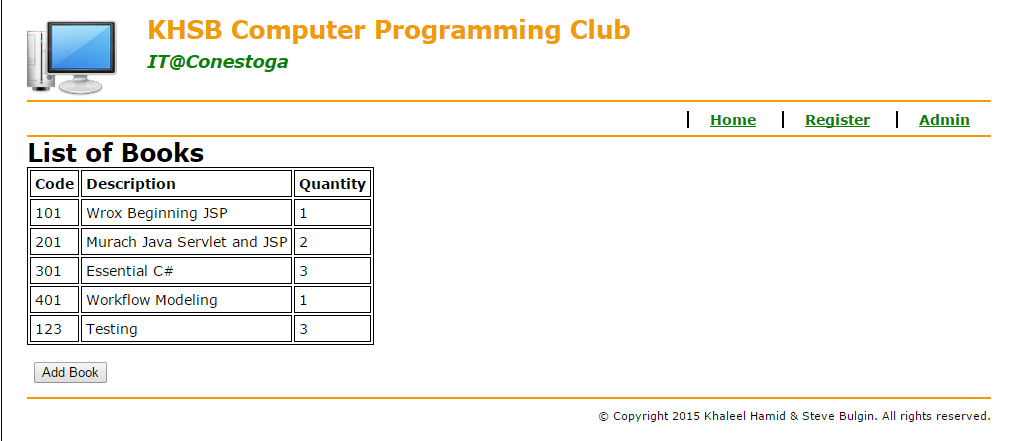 KHSB Computer Programming Club
IT@Conestoga
Home Register Admin
List of Books
Code Description Quantity
101 Wrox Beginning JSP 1
201 Murach Java Servlet and JSP 2
301 Essential C# 3
401 Workflow Modeling 1
123 Testing 3
Add Book
© Copyright 2015 Khaleel Hamid & Steve Bulgin. All rights reserved.